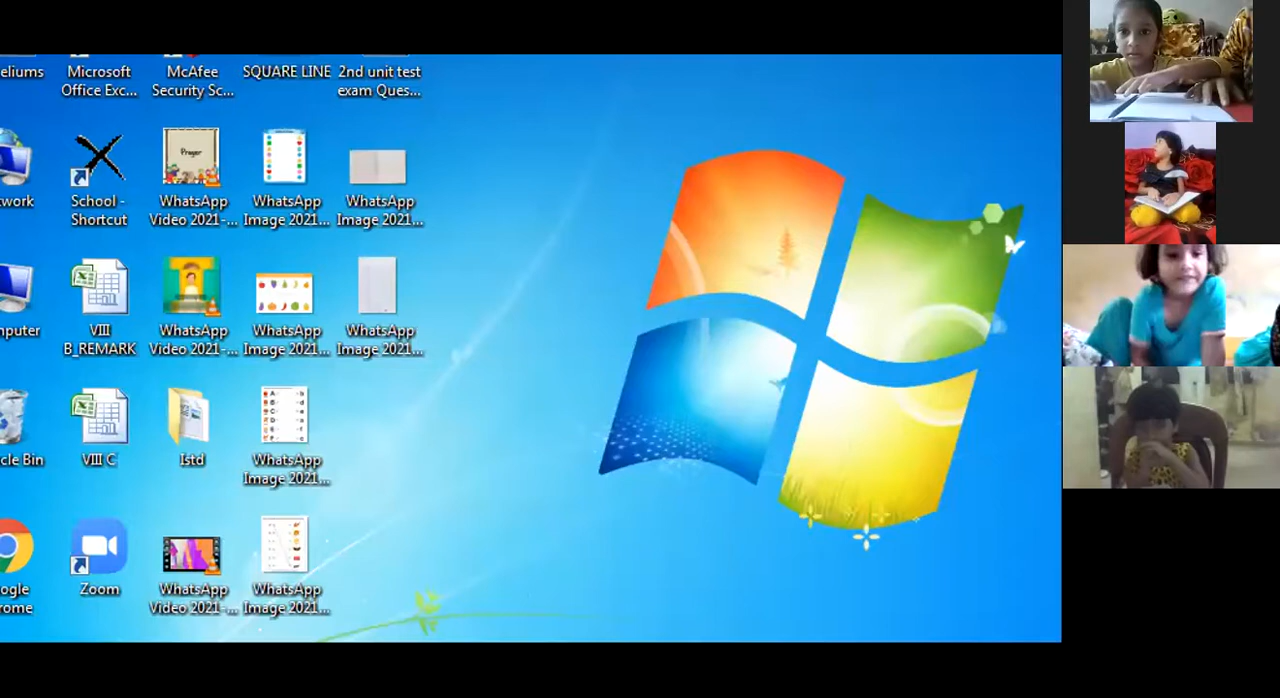 eliums
Microsoft
Office Exc...
McAfee
Security Sc...
SQUARE LINE
2nd unit test
exam Ques...
work
School -
Shortcut
Prayer
WhatsApp
Video 2021-...
WhatsApp
Image 2021...
WhatsApp
Image 2021...
mputer
VIII
B_REMARK
WhatsApp
Video 2021-...
WhatsApp
Image 2021...
WhatsApp
Image 2021...
cle Bin
VIII C
Istd
WhatsApp
Image 2021...
ogle
rome
Zoom
WhatsApp
Video 2021-...
WhatsApp
Image 2021...